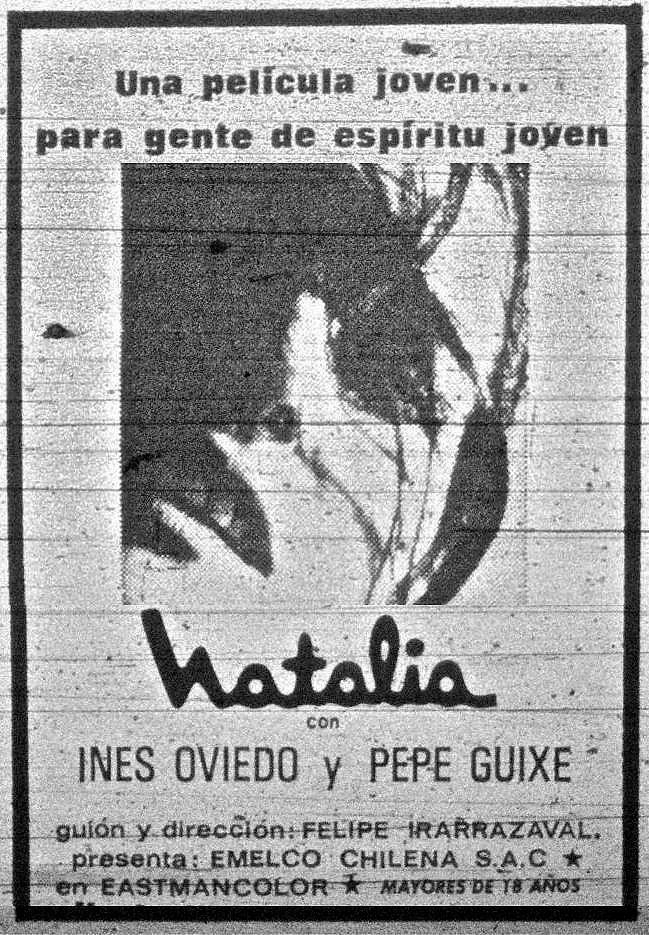 Una película joven...
para gente de espíritu joven
Natalia
con
INES OVIEDO y PEPE GUIXE
guión y dirección: FELIPE IRARRAZAVAL.
presenta: EMELCO CHILENA S.A.C ★
en EASTMANCOLOR ★ MAYORES DE 18 AÑOS